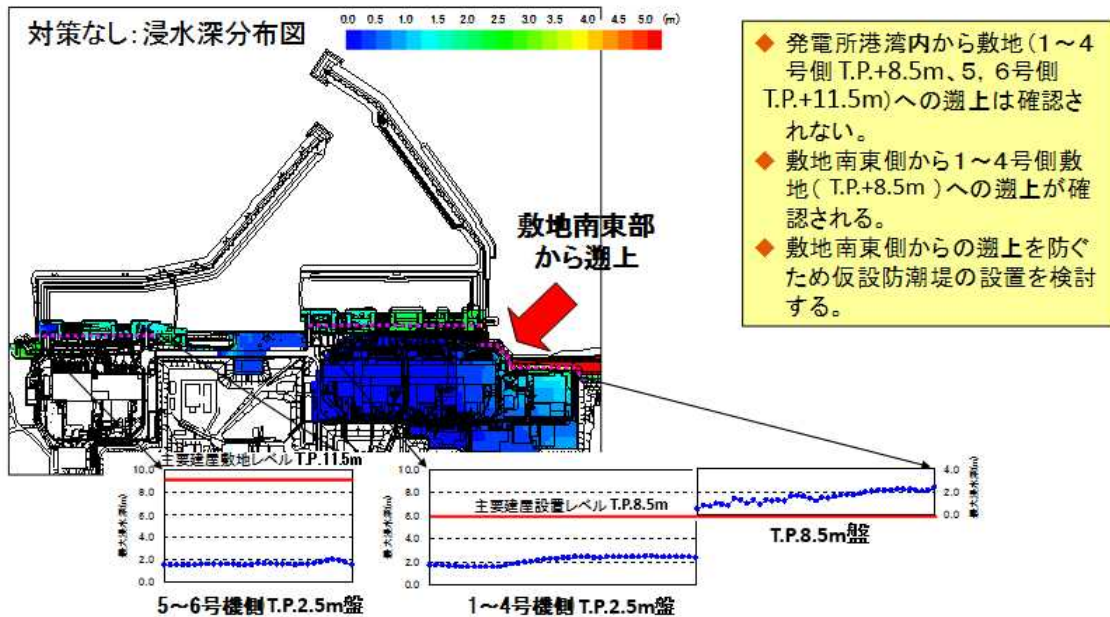 対策なし:浸水深分布図
0.0 0.5 1.0 1.5 2.0 2.5 3.0 3.5 4.0 4.5 5.0 (m)
◆ 発電所港湾内から敷地(1~4
号側T.P.+8.5m、5, 6号側
T.P.+11.5m)への遡上は確認さ
れない。
◆ 敷地南東側から1~4号側敷
地( T.P.+8.5m )への遡上が確
認される。
◆ 敷地南東側からの遡上を防ぐ
ため仮設防潮堤の設置を検討
する。
敷地南東部
から遡上
主要建屋敷地レベル T.P.11.5m
最大浸水深(m)
10.0
8.0
6.0
4.0
2.0
0.0
5~6号機側 T.P.2.5m盤
最大浸水深(m)
10.0
8.0
6.0
4.0
2.0
0.0
主要建屋設置レベル T.P.8.5m
1~4号機側 T.P.2.5m盤
4.0
2.0
0.0
最大浸水深(m)
T.P.8.5m盤